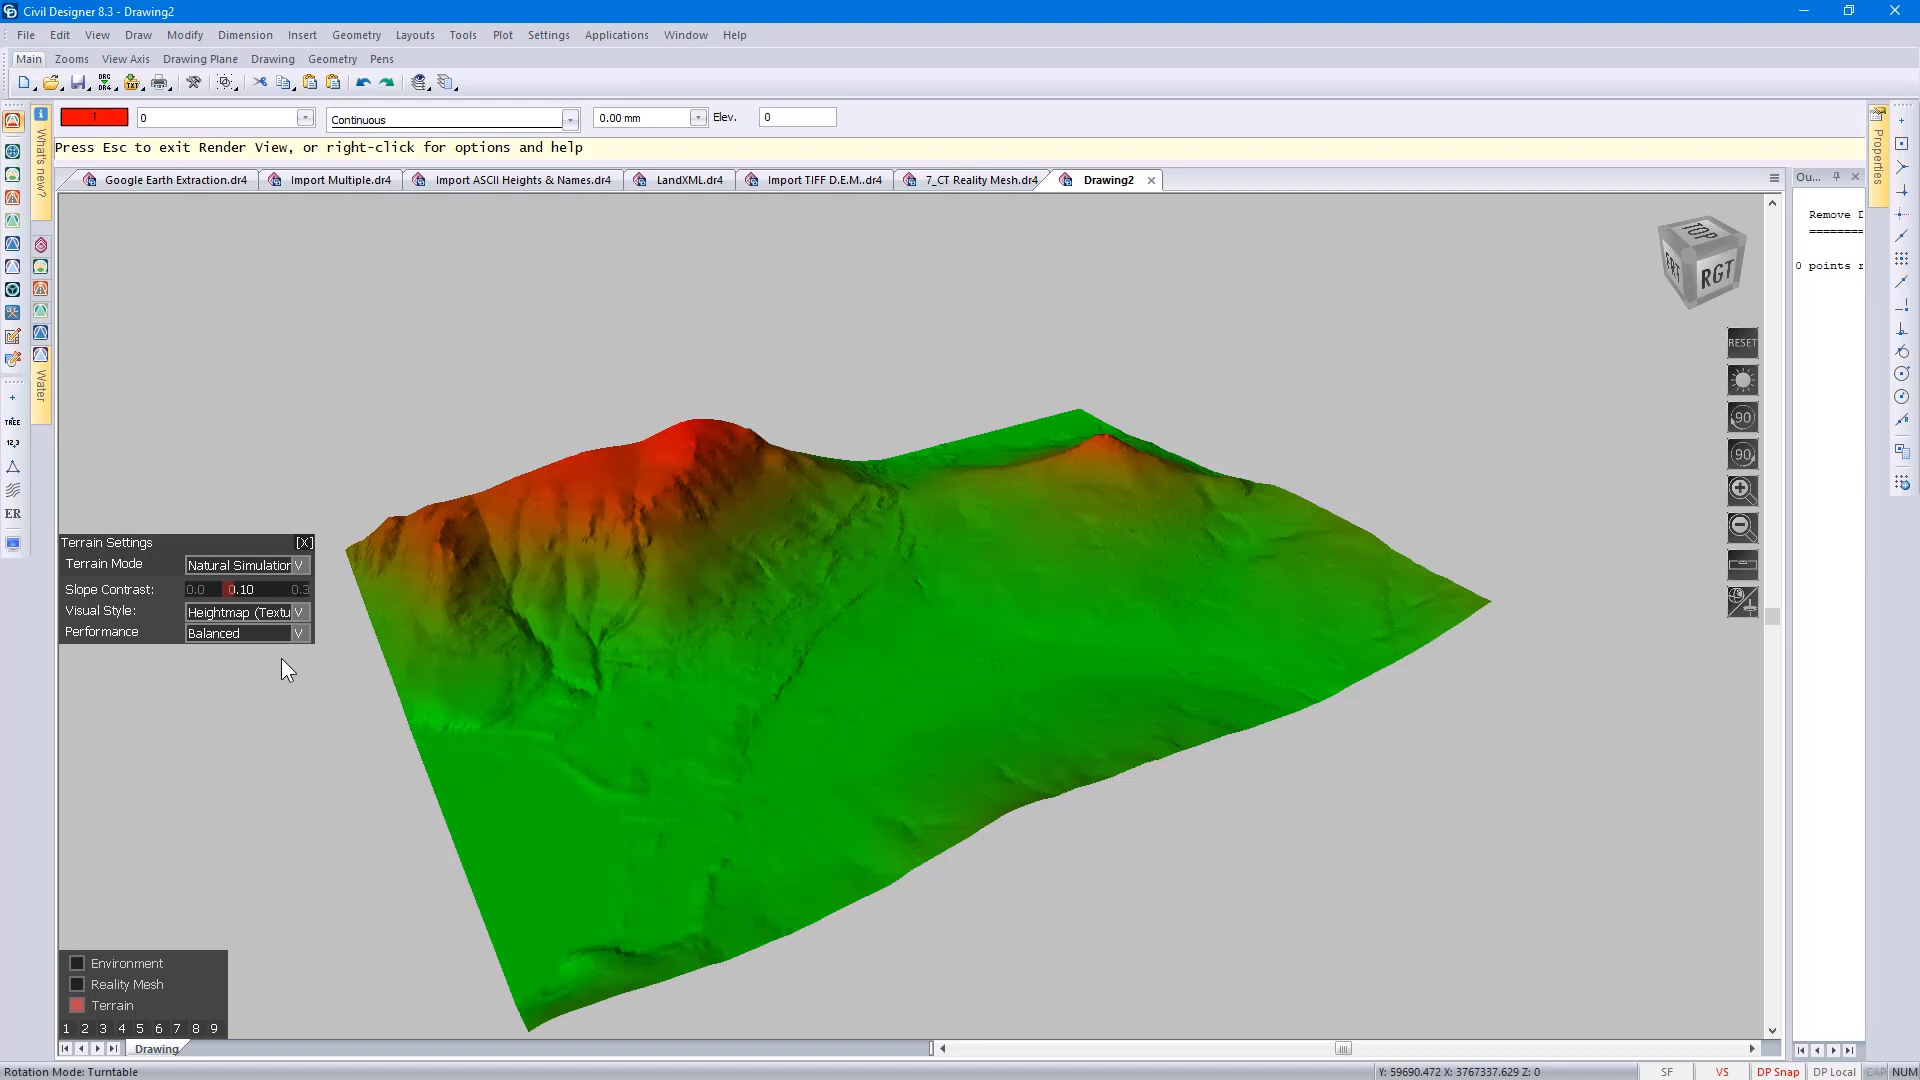 Civil Designer 8.3 - Drawing2
File Edit View Draw Modify Dimension Insert Geometry Layouts Tools Plot Settings Applications Window Help
Main Zooms View Axis Drawing Plane Drawing Geometry Pens
DRG DR4 TXT
1 0 Continuous 0.00 mm Elev. 0
Press Esc to exit Render View, or right-click for options and help
What's new?
Properties
Google Earth Extraction.dr4 Import Multiple.dr4 Import ASCII Heights & Names.dr4 LandXML.dr4 Import TIFF D.E.M..dr4 7_CT Reality Mesh.dr4 Drawing2
Ou...
Remove
==========
0 points r
TOP
FRT RGT
RESET
90
90
Water
TREE
ER
Terrain Settings [X]
Terrain Mode Natural Simulation V
Slope Contrast: 0.0 0.10 0.3
Visual Style: Heightmap (Textu V
Performance Balanced V
Environment
Reality Mesh
Terrain
1 2 3 4 5 6 7 8 9
Drawing
Rotation Mode: Turntable Y: 59690.472 X: 3767337.629 Z: 0 SF VS DP Snap DP Local CAP NUM